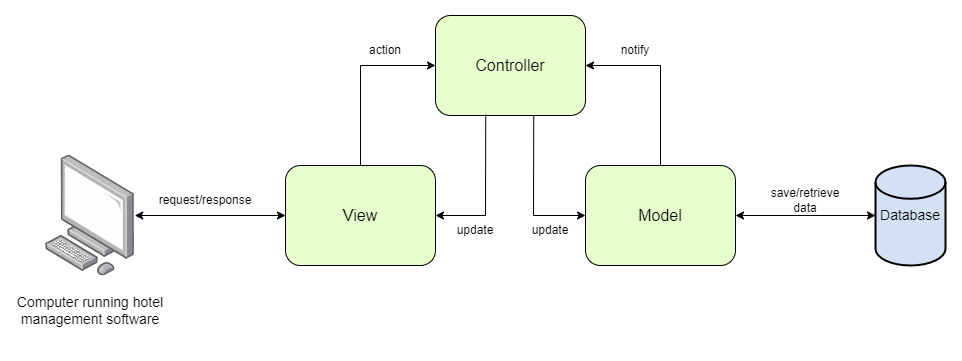 action
Controller
notify
request/response
View
update
update
Model
save/retrieve
data
Database
Computer running hotel
management software